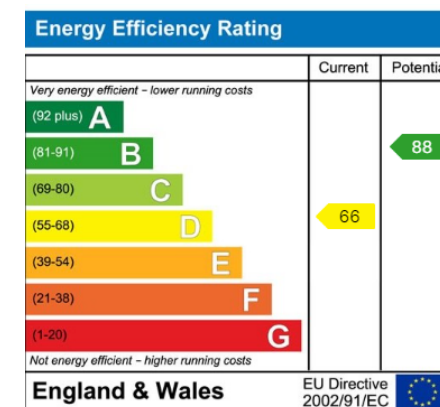 Energy Efficiency Rating
Current Potentia
Very energy efficient – lower running costs
(92 plus) A
(81-91) B 88
(69-80) C
(55-68) D 66
(39-54) E
(21-38) F
(1-20) G
Not energy efficient – higher running costs
England & Wales
EU Directive
2002/91/EC